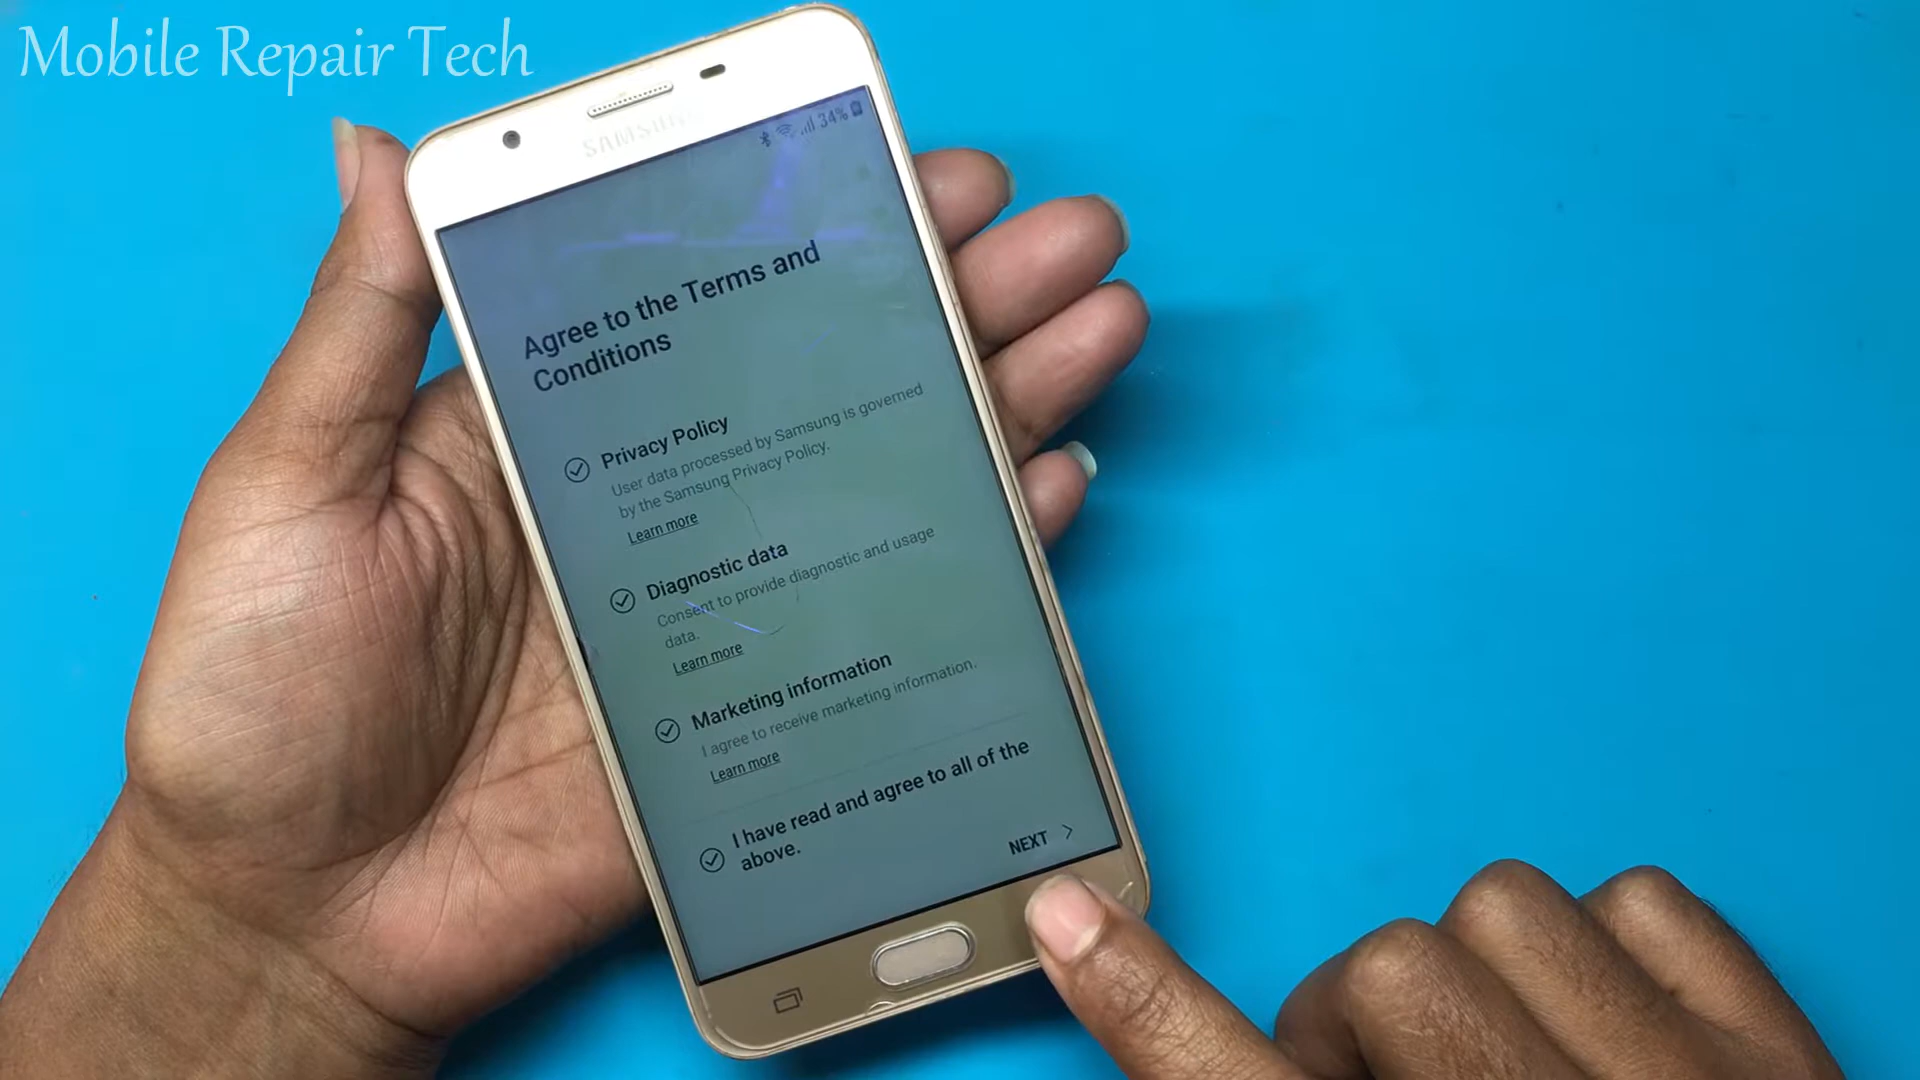 Mobile Repair Tech
SAMSUNG
34%
Agree to the Terms and
Conditions
Privacy Policy
User data processed by Samsung is governed
by the Samsung Privacy Policy.
Learn more
Diagnostic data
Consent to provide diagnostic and usage
data.
Learn more
Marketing information
I agree to receive marketing information.
Learn more
I have read and agree to all of the
above.
NEXT